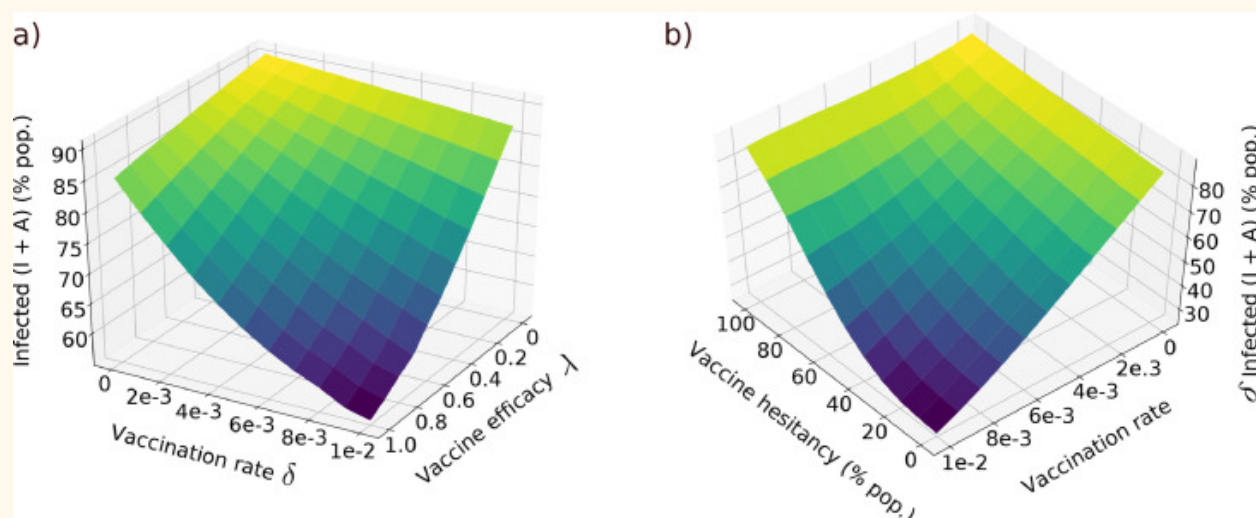 a)
Infected (I + A) (% pop.)
90
85
80
75
70
65
60
0
2e-3
4e-3
6e-3
8e-3
1e-2
Vaccination rate δ
1.0
0.8
0.6
0.4
0.2
0
Vaccine efficacy λ
b)
100
80
60
40
20
0
Vaccine hesitancy (% pop.)
1e-2
8e-3
6e-3
4e-3
2e.3
0
Vaccination rate
δ Infected (I + A) (% pop.)
80
70
60
50
40
30